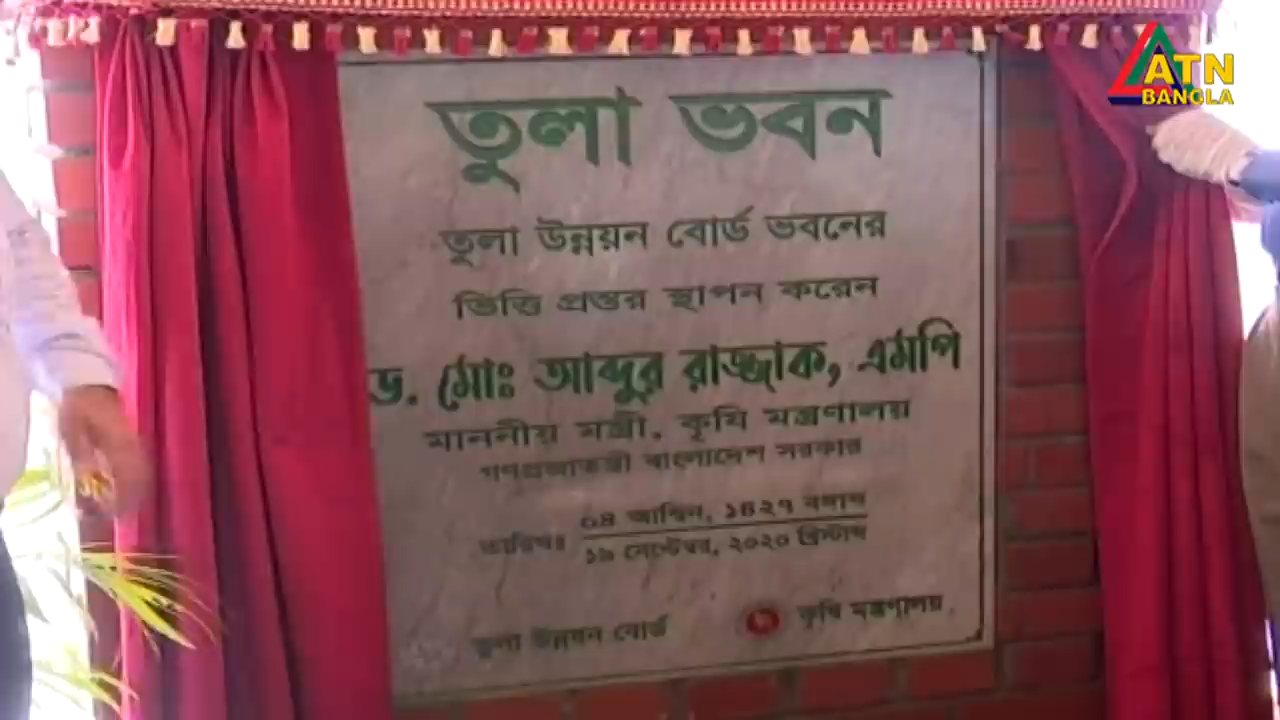 ATN
BANGLA
তুলা ভবন
তুলা উন্নয়ন বোর্ড ভবনের
ভিত্তি প্রস্তর স্থাপন করেন
ড. মোঃ আব্দুর রাজ্জাক, এমপি
মাননীয় মন্ত্রী, কৃষি মন্ত্রণালয়
গণপ্রজাতন্ত্রী বাংলাদেশ সরকার
০৪ আশ্বিন, ১৪২৭ বঙ্গাব্দ
তারিখঃ
১৯ সেপ্টেম্বর, ২০২০ খ্রিস্টাব্দ
তুলা উন্নয়ন বোর্ড
কৃষি মন্ত্রণালয়